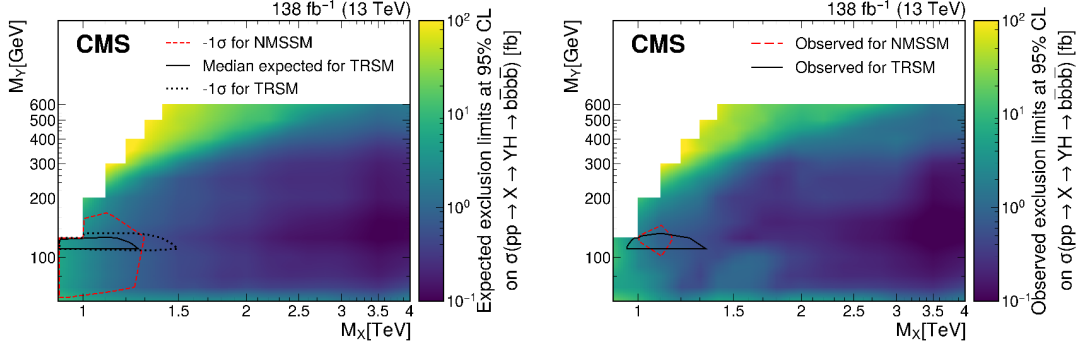 138 fb⁻¹ (13 TeV)
CMS
-1σ for NMSSM
Median expected for TRSM
-1σ for TRSM
M_Y[GeV]
600
500
400
300
200
100
1
1.5
2
2.5
3
3.5
4
M_X[TeV]
10²
10¹
10⁰
10⁻¹
Expected exclusion limits at 95% CL
on σ(pp → X → YH → bb̅bb̅) [fb]
138 fb⁻¹ (13 TeV)
CMS
Observed for NMSSM
Observed for TRSM
M_Y[GeV]
600
500
400
300
200
100
1
1.5
2
2.5
3
3.5
4
M_X[TeV]
10²
10¹
10⁰
10⁻¹
Observed exclusion limits at 95% CL
on σ(pp → X → YH → bb̅bb̅) [fb]